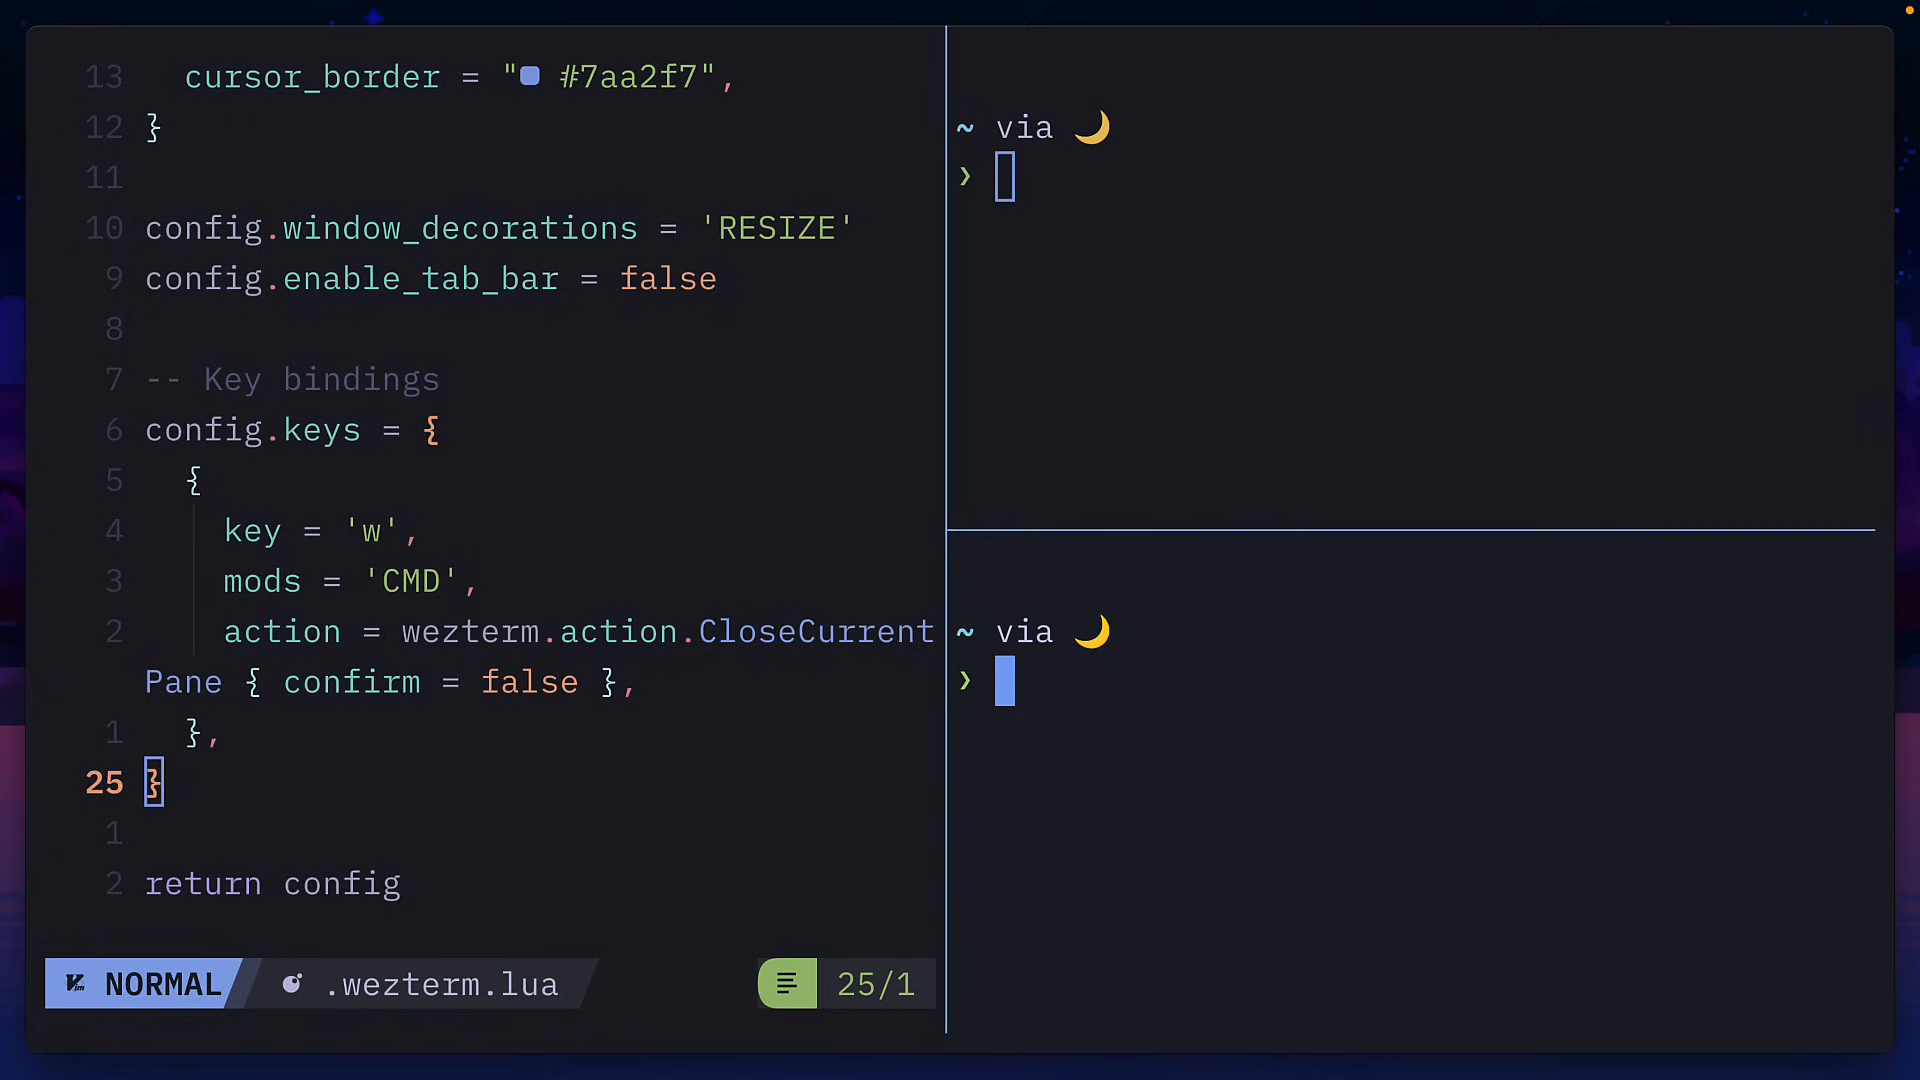 13 cursor_border = " #7aa2f7",
12 }
11
10 config.window_decorations = 'RESIZE'
9 config.enable_tab_bar = false
8
7 -- Key bindings
6 config.keys = {
5 {
4 key = 'w',
3 mods = 'CMD',
2 action = wezterm.action.CloseCurrent
Pane { confirm = false },
1 },
25 }
1
2 return config
NORMAL .wezterm.lua 25/1
~ via 🌙
❯
~ via 🌙
❯